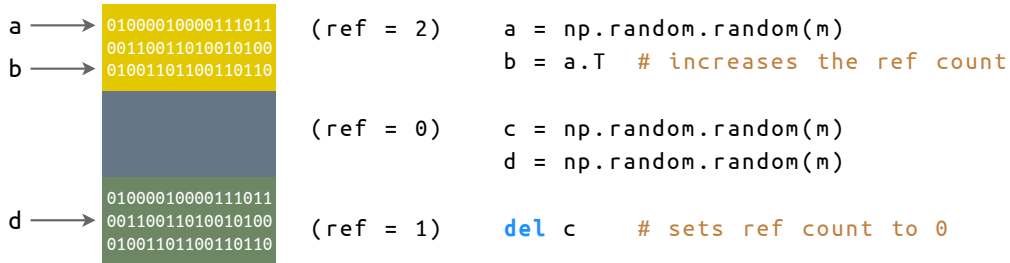 a 01000010000111011 (ref = 2) a = np.random.random(m)
00110011010010100
b 01001101100110110 b = a.T # increases the ref count
(ref = 0) c = np.random.random(m)
d = np.random.random(m)
01000010000111011
d 00110011010010100 (ref = 1) del c # sets ref count to 0
01001101100110110